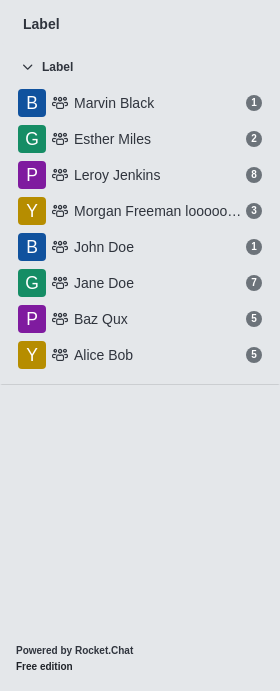 Label
Label
B Marvin Black 1
G Esther Miles 2
P Leroy Jenkins 8
Y Morgan Freeman looooo… 3
B John Doe 1
G Jane Doe 7
P Baz Qux 5
Y Alice Bob 5
Powered by Rocket.Chat
Free edition